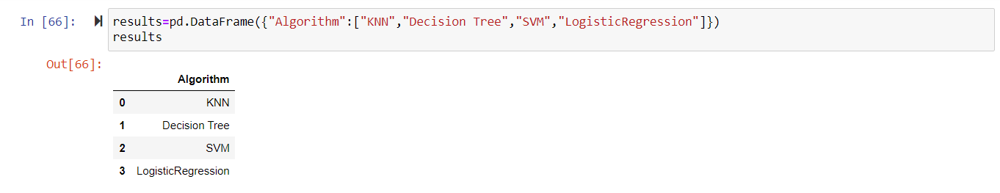 In [66]: results=pd.DataFrame({"Algorithm":["KNN","Decision Tree","SVM","LogisticRegression"]})
results
Out[66]:
Algorithm
0 KNN
1 Decision Tree
2 SVM
3 LogisticRegression